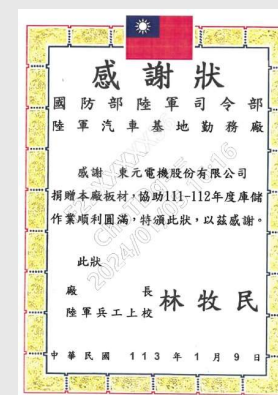 感謝狀
國防部陸軍司令部
陸軍汽車基地勤務廠
感謝 東元電機股份有限公司
捐贈本廠板材，協助111-112年度庫儲
作業順利圓滿，特頒此狀，以茲感謝。
此狀
廠長
陸軍兵工上校
林牧民
中華民國113年1月9日